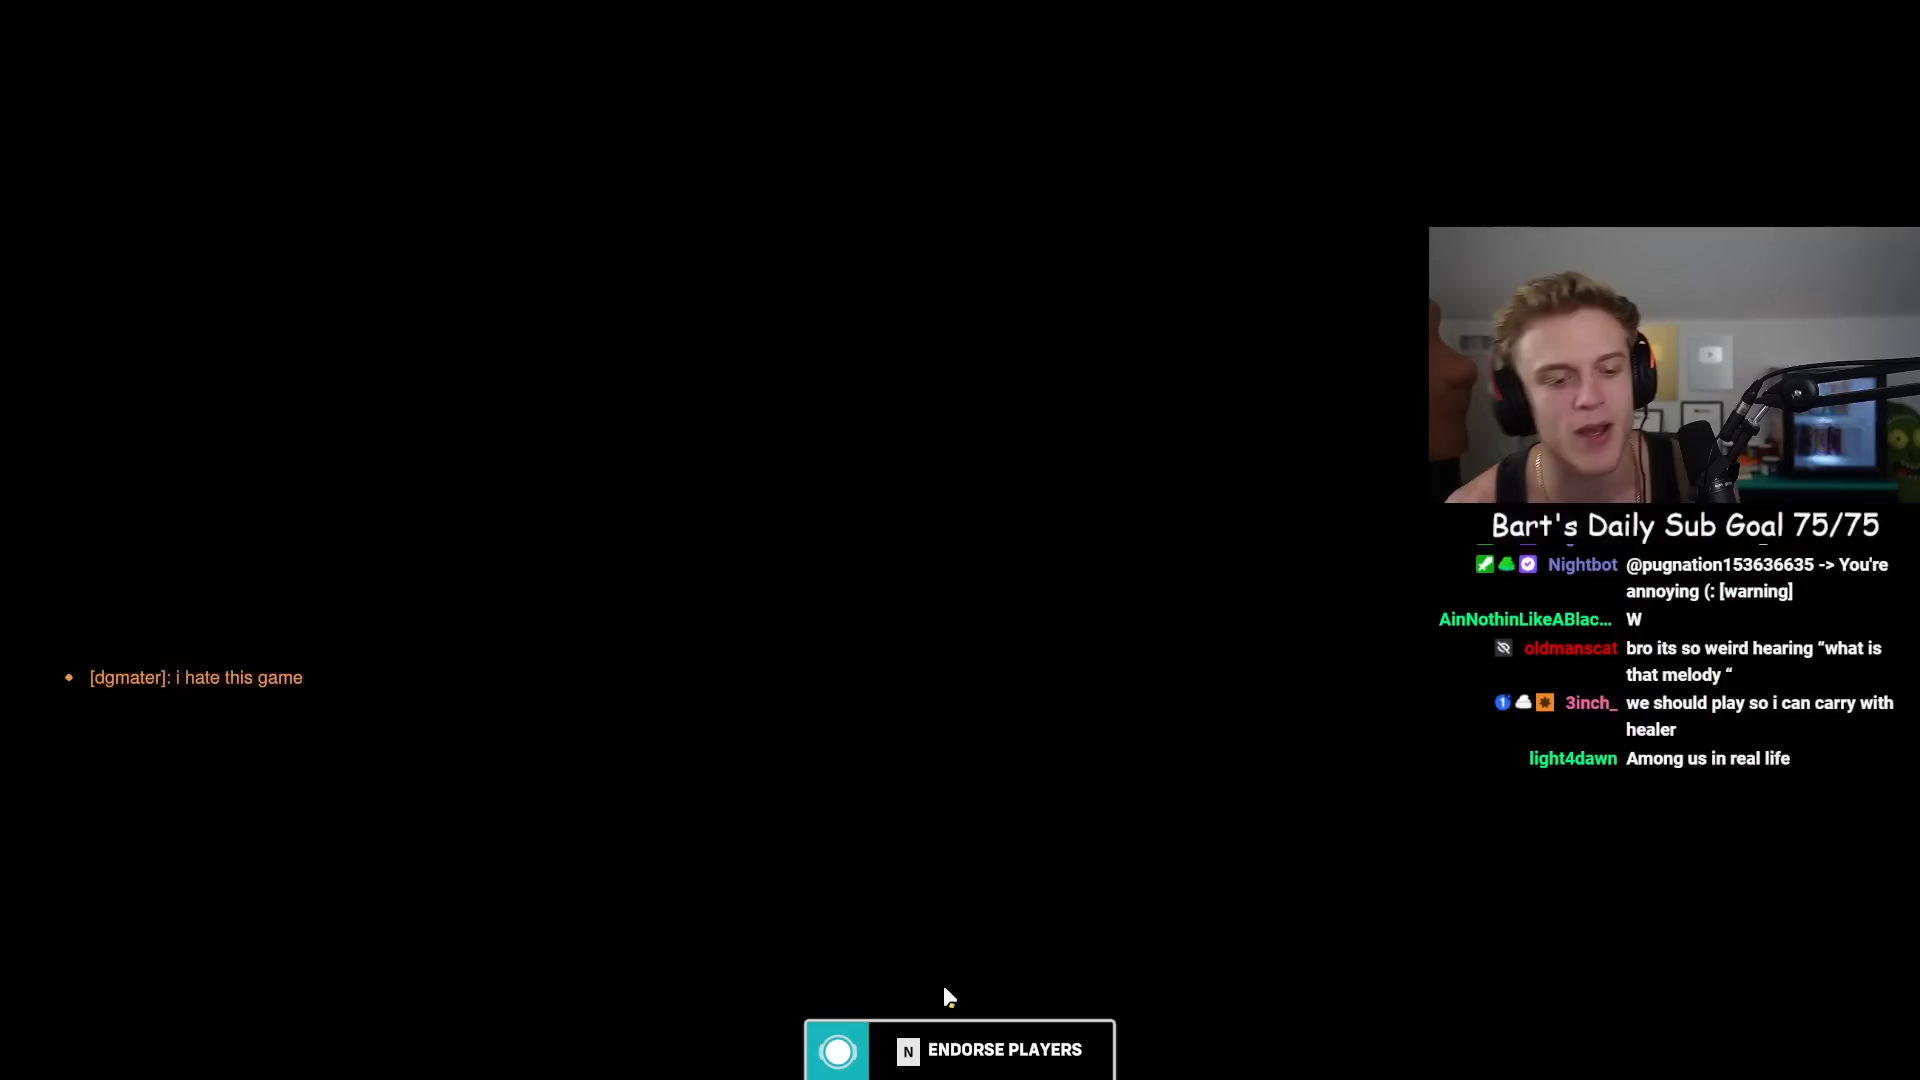 Bart's Daily Sub Goal 75/75
Nightbot @pugnation153636635 -> You're
annoying (: [warning]
AinNothinLikeABlac... W
oldmanscat bro its so weird hearing “what is
that melody “
1 3inch_ we should play so i can carry with
healer
light4dawn Among us in real life
[dgmater]: i hate this game
N ENDORSE PLAYERS